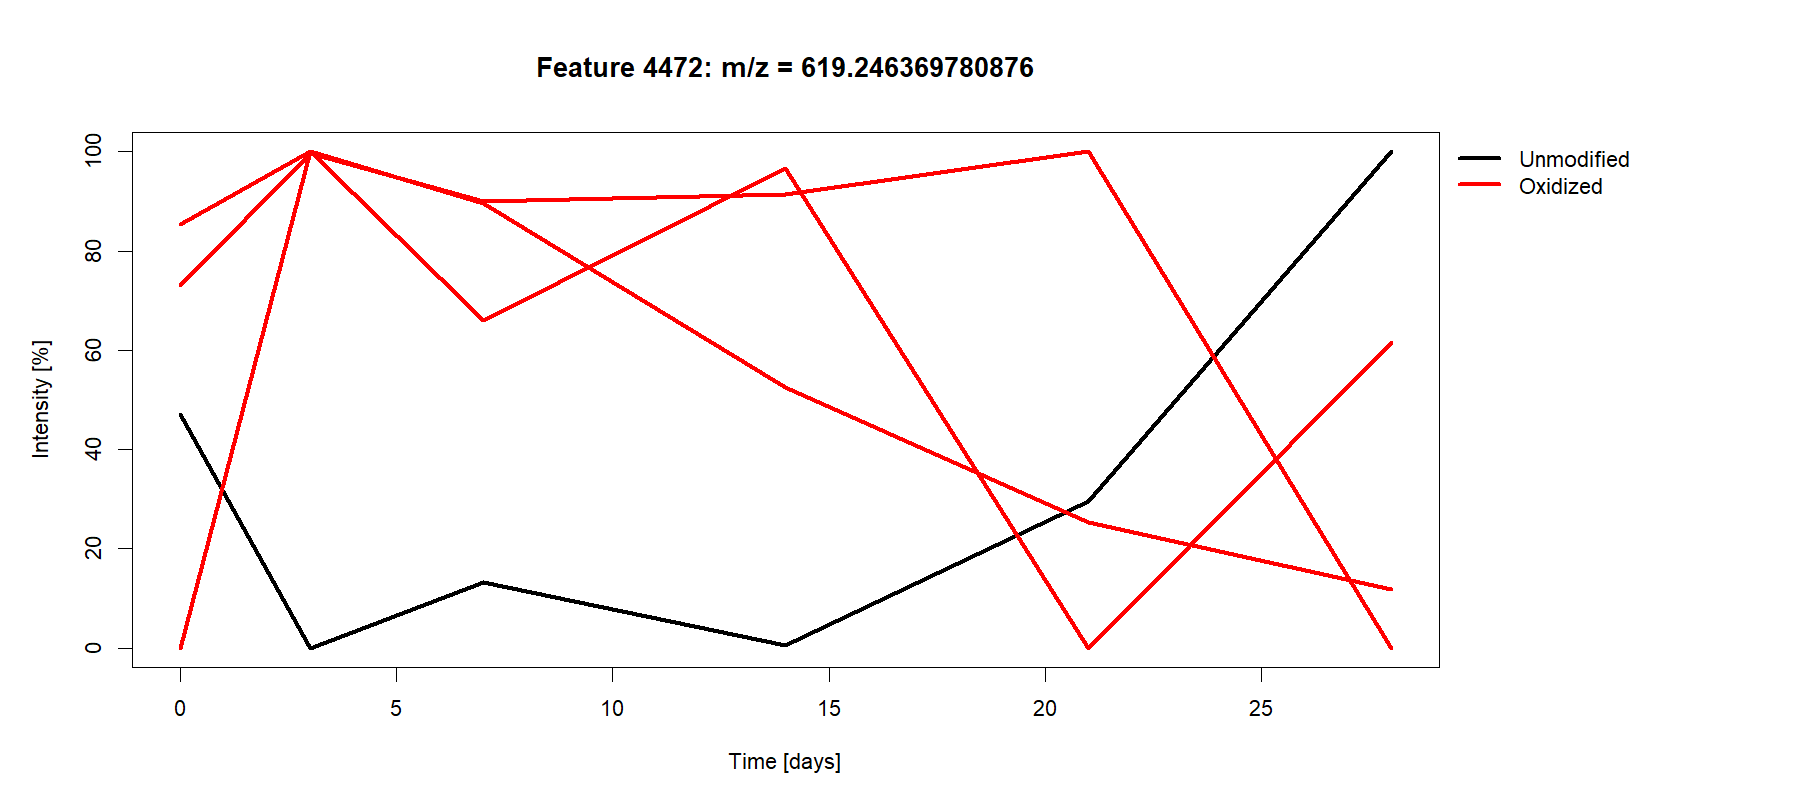 Feature 4472: m/z = 619.246369780876
Unmodified
Oxidized
Intensity [%]
100
80
60
40
20
0
0 5 10 15 20 25
Time [days]